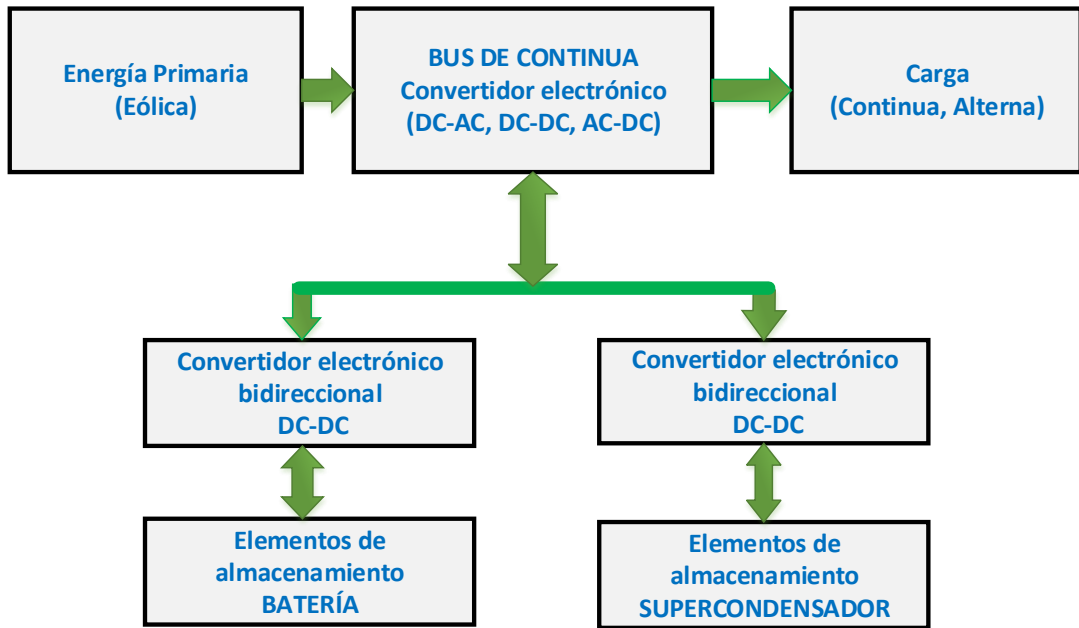 Energía Primaria
(Eólica)
BUS DE CONTINUA
Convertidor electrónico
(DC-AC, DC-DC, AC-DC)
Carga
(Continua, Alterna)
Convertidor electrónico
bidireccional
DC-DC
Convertidor electrónico
bidireccional
DC-DC
Elementos de
almacenamiento
BATERÍA
Elementos de
almacenamiento
SUPERCONDENSADOR